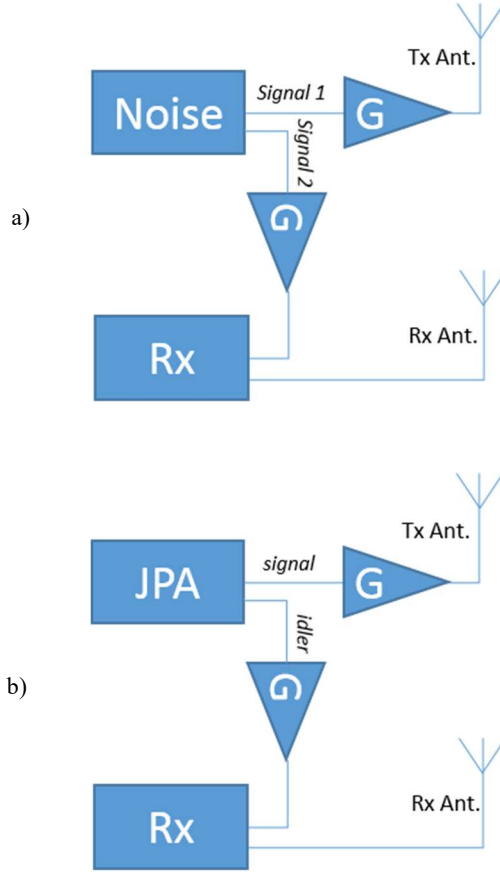 Tx Ant.
Signal 1
Noise
G
Signal 2
a)
G
Rx
Rx Ant.
Tx Ant.
signal
JPA
G
idler
b)
G
Rx
Rx Ant.